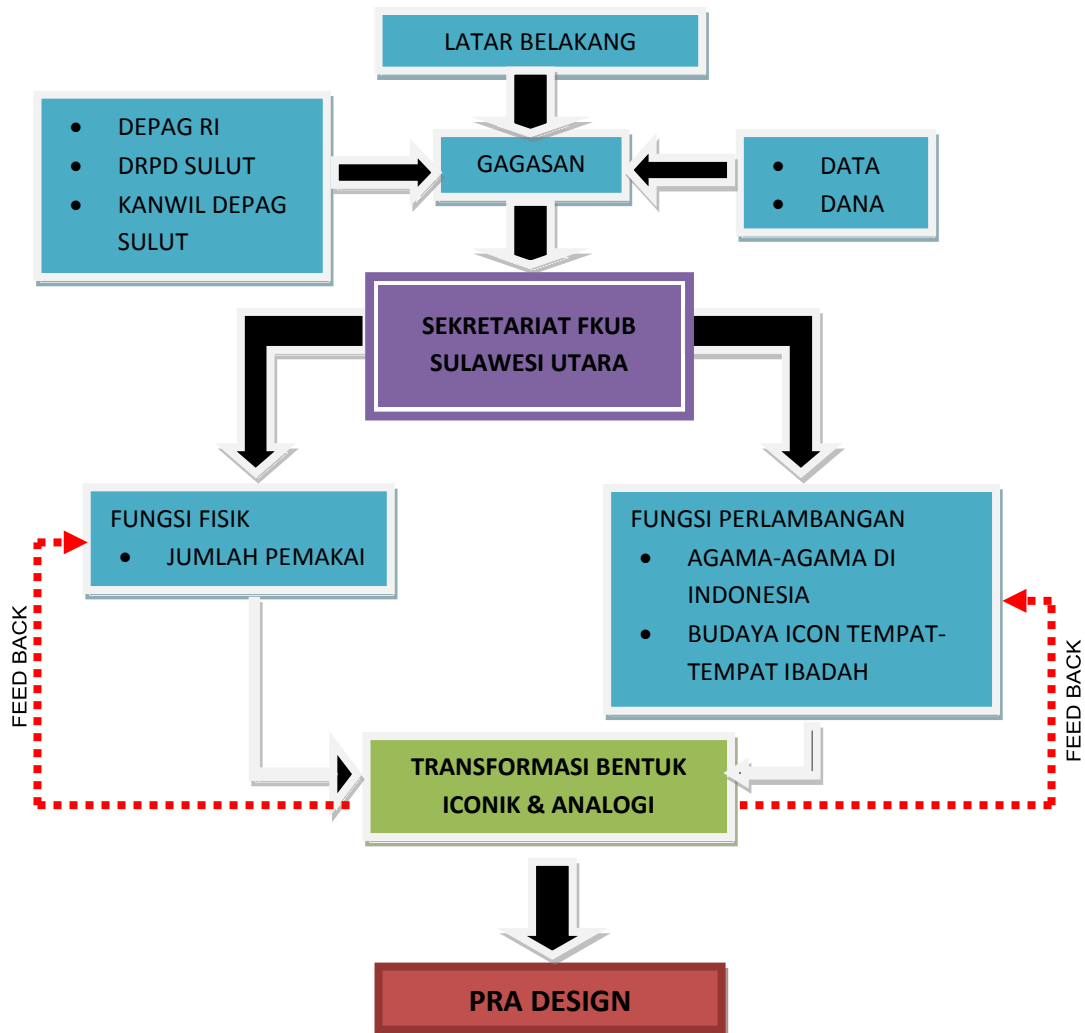 LATAR BELAKANG
• DEPAG RI
• DRPD SULUT
• KANWIL DEPAG
SULUT
GAGASAN
• DATA
• DANA
SEKRETARIAT FKUB
SULAWESI UTARA
FUNGSI FISIK
• JUMLAH PEMAKAI
FUNGSI PERLAMBANGAN
• AGAMA-AGAMA DI
INDONESIA
• BUDAYA ICON TEMPAT-
TEMPAT IBADAH
FEED BACK
FEED BACK
TRANSFORMASI BENTUK
ICONIK & ANALOGI
PRA DESIGN